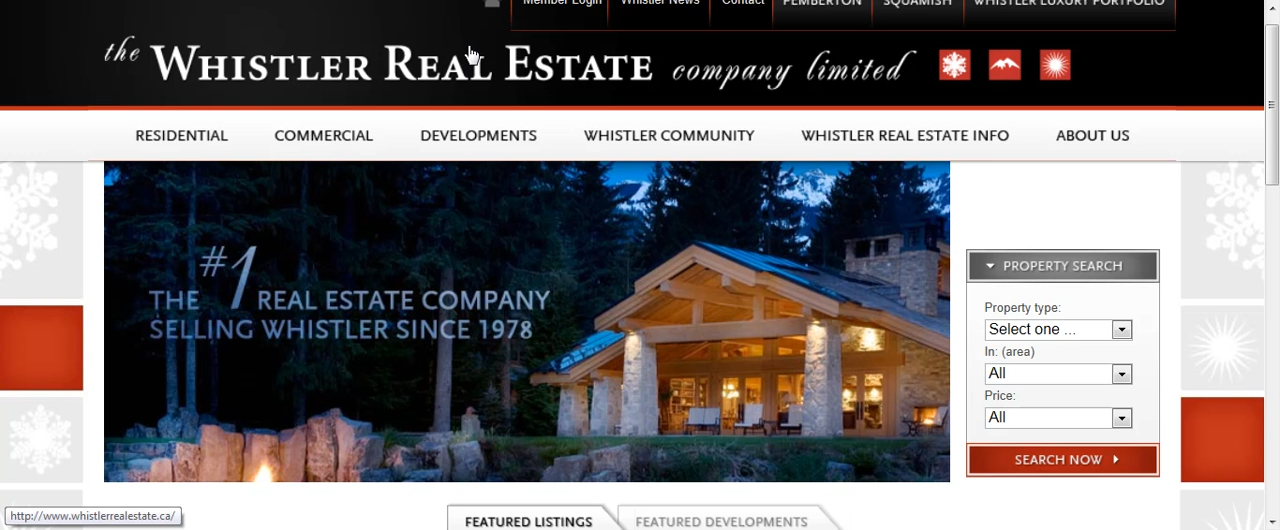 Member Login Whistler News Contact PEMBERTON SQUAMISH WHISTLER LUXURY PORTFOLIO
the WHISTLER REAL ESTATE company limited
RESIDENTIAL COMMERCIAL DEVELOPMENTS WHISTLER COMMUNITY WHISTLER REAL ESTATE INFO ABOUT US
THE #1 REAL ESTATE COMPANY
SELLING WHISTLER SINCE 1978
PROPERTY SEARCH
Property type:
Select one ...
In: (area)
All
Price:
All
SEARCH NOW
http://www.whistlerrealestate.ca/
FEATURED LISTINGS FEATURED DEVELOPMENTS